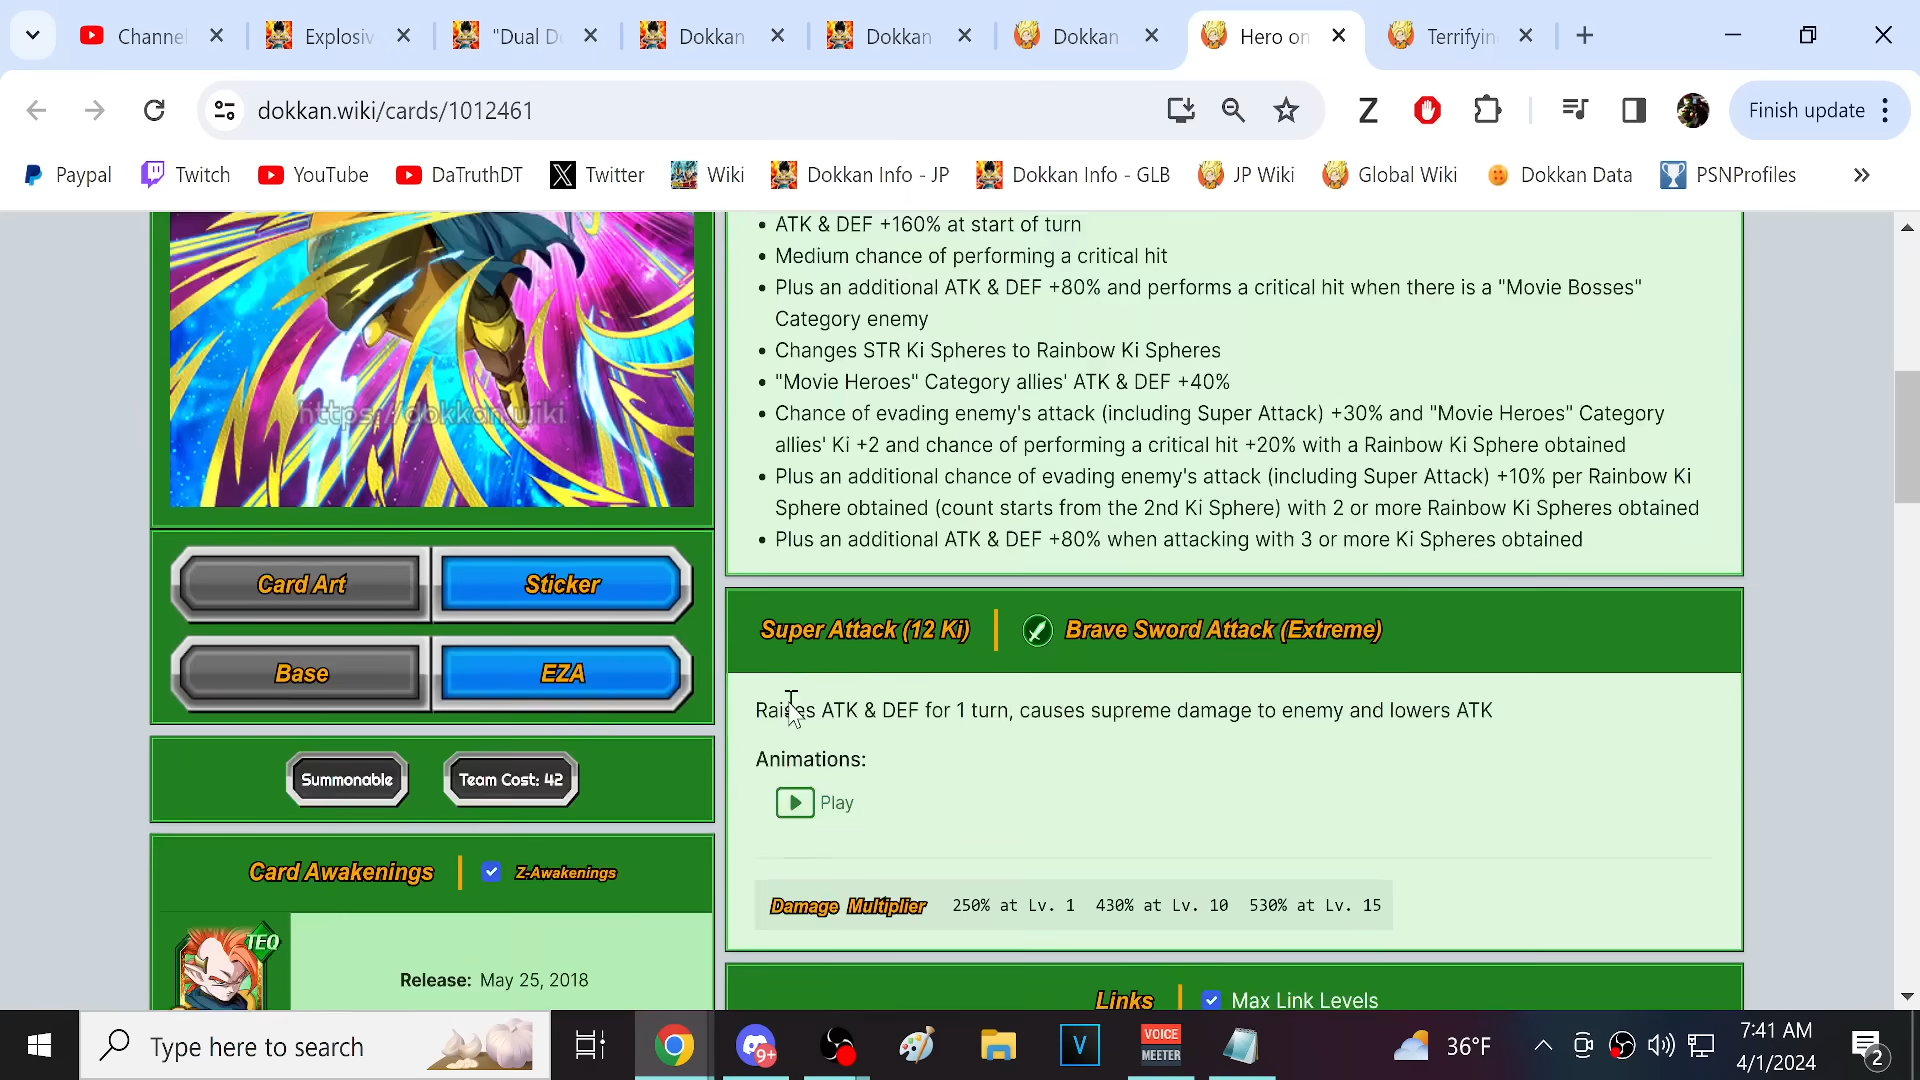 Channel
Explosiv
"Dual D
Dokkan
Dokkan
Dokkan
Hero on
Terrifyin
dokkan.wiki/cards/1012461
Z
Finish update
Paypal
Twitch
YouTube
DaTruthDT
Twitter
Wiki
Dokkan Info - JP
Dokkan Info - GLB
JP Wiki
Global Wiki
Dokkan Data
PSNProfiles
»
https://dokkan.wiki
• ATK & DEF +160% at start of turn
• Medium chance of performing a critical hit
• Plus an additional ATK & DEF +80% and performs a critical hit when there is a "Movie Bosses"
Category enemy
• Changes STR Ki Spheres to Rainbow Ki Spheres
• "Movie Heroes" Category allies' ATK & DEF +40%
• Chance of evading enemy's attack (including Super Attack) +30% and "Movie Heroes" Category
allies' Ki +2 and chance of performing a critical hit +20% with a Rainbow Ki Sphere obtained
• Plus an additional chance of evading enemy's attack (including Super Attack) +10% per Rainbow Ki
Sphere obtained (count starts from the 2nd Ki Sphere) with 2 or more Rainbow Ki Spheres obtained
• Plus an additional ATK & DEF +80% when attacking with 3 or more Ki Spheres obtained
Card Art
Sticker
Base
EZA
Summonable
Team Cost: 42
Card Awakenings
Z-Awakenings
TEQ
Release: May 25, 2018
Super Attack (12 Ki)
Brave Sword Attack (Extreme)
Raises ATK & DEF for 1 turn, causes supreme damage to enemy and lowers ATK
Animations:
Play
Damage Multiplier 250% at Lv. 1 430% at Lv. 10 530% at Lv. 15
Links
Max Link Levels
Type here to search
9+
V
VOICE
MEETER
36°F
7:41 AM
4/1/2024
2